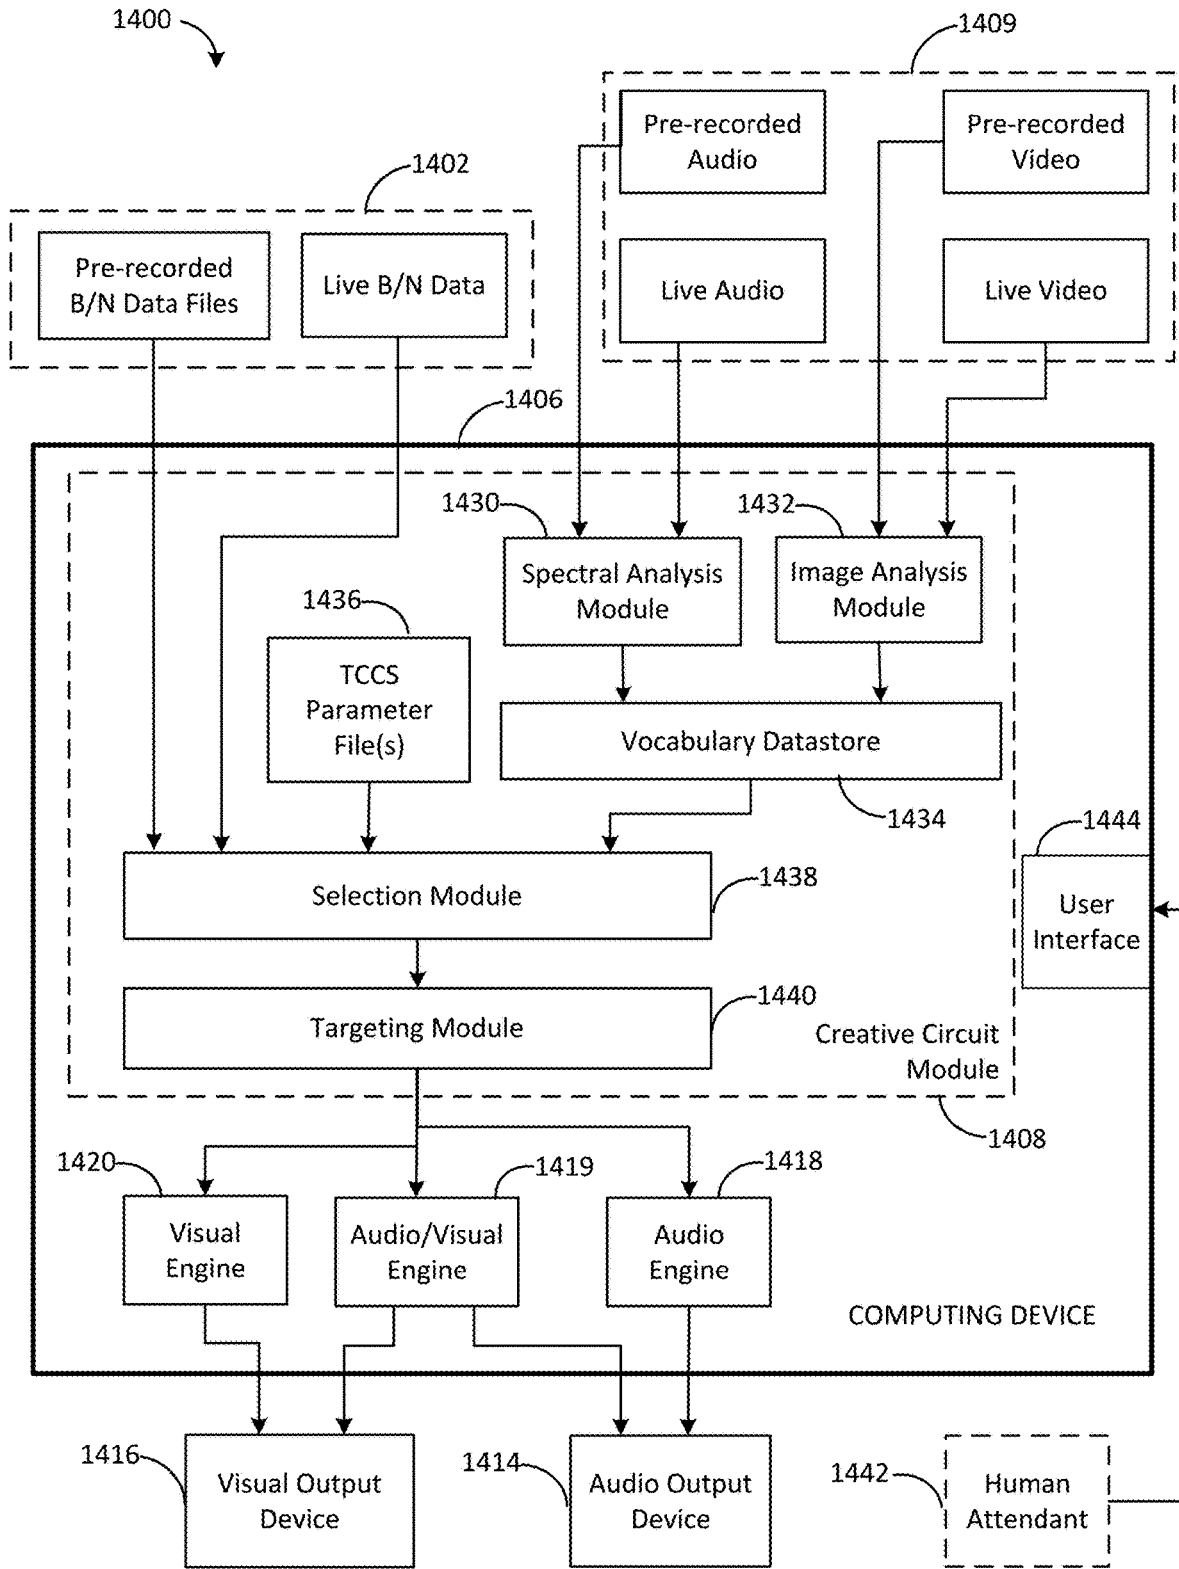 1400
1409
Pre-recorded
Audio
Pre-recorded
Video
1402
Pre-recorded
B/N Data Files
Live B/N Data
Live Audio
Live Video
1406
1430
1432
Spectral Analysis
Module
Image Analysis
Module
1436
TCCS
Parameter
File(s)
Vocabulary Datastore
1434
1444
Selection Module
1438
User
Interface
Targeting Module
1440
Creative Circuit
Module
1408
1420
1419
1418
Visual
Engine
Audio/Visual
Engine
Audio
Engine
COMPUTING DEVICE
1416
Visual Output
Device
1414
Audio Output
Device
1442
Human
Attendant